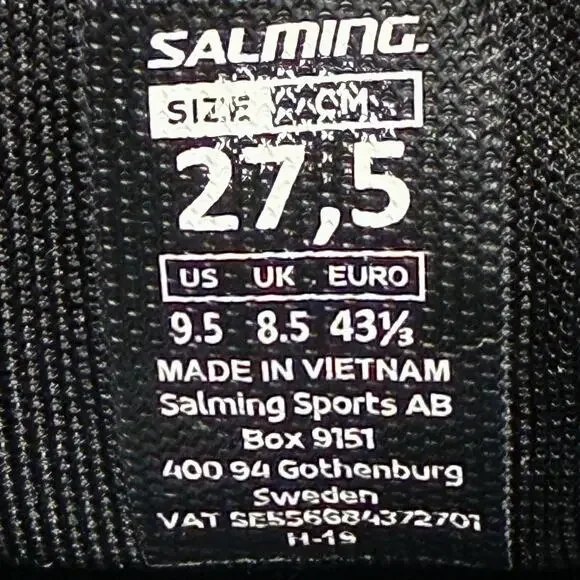 SALMING.
SIZE CM
27,5
US UK EURO
9.5 8.5 43⅓
MADE IN VIETNAM
Salming Sports AB
Box 9151
400 94 Gothenburg
Sweden
VAT SE556684372701
H-19